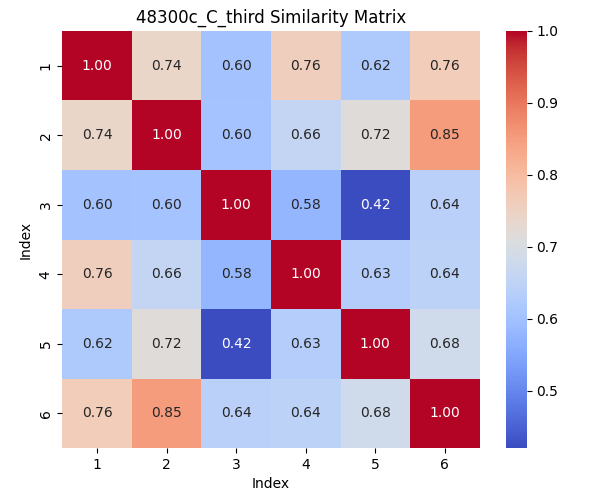 48300c_C_third Similarity Matrix
1 1.00 0.74 0.60 0.76 0.62 0.76
2 0.74 1.00 0.60 0.66 0.72 0.85
3 0.60 0.60 1.00 0.58 0.42 0.64
4 0.76 0.66 0.58 1.00 0.63 0.64
5 0.62 0.72 0.42 0.63 1.00 0.68
6 0.76 0.85 0.64 0.64 0.68 1.00
1 2 3 4 5 6
Index
Index
1.0
0.9
0.8
0.7
0.6
0.5